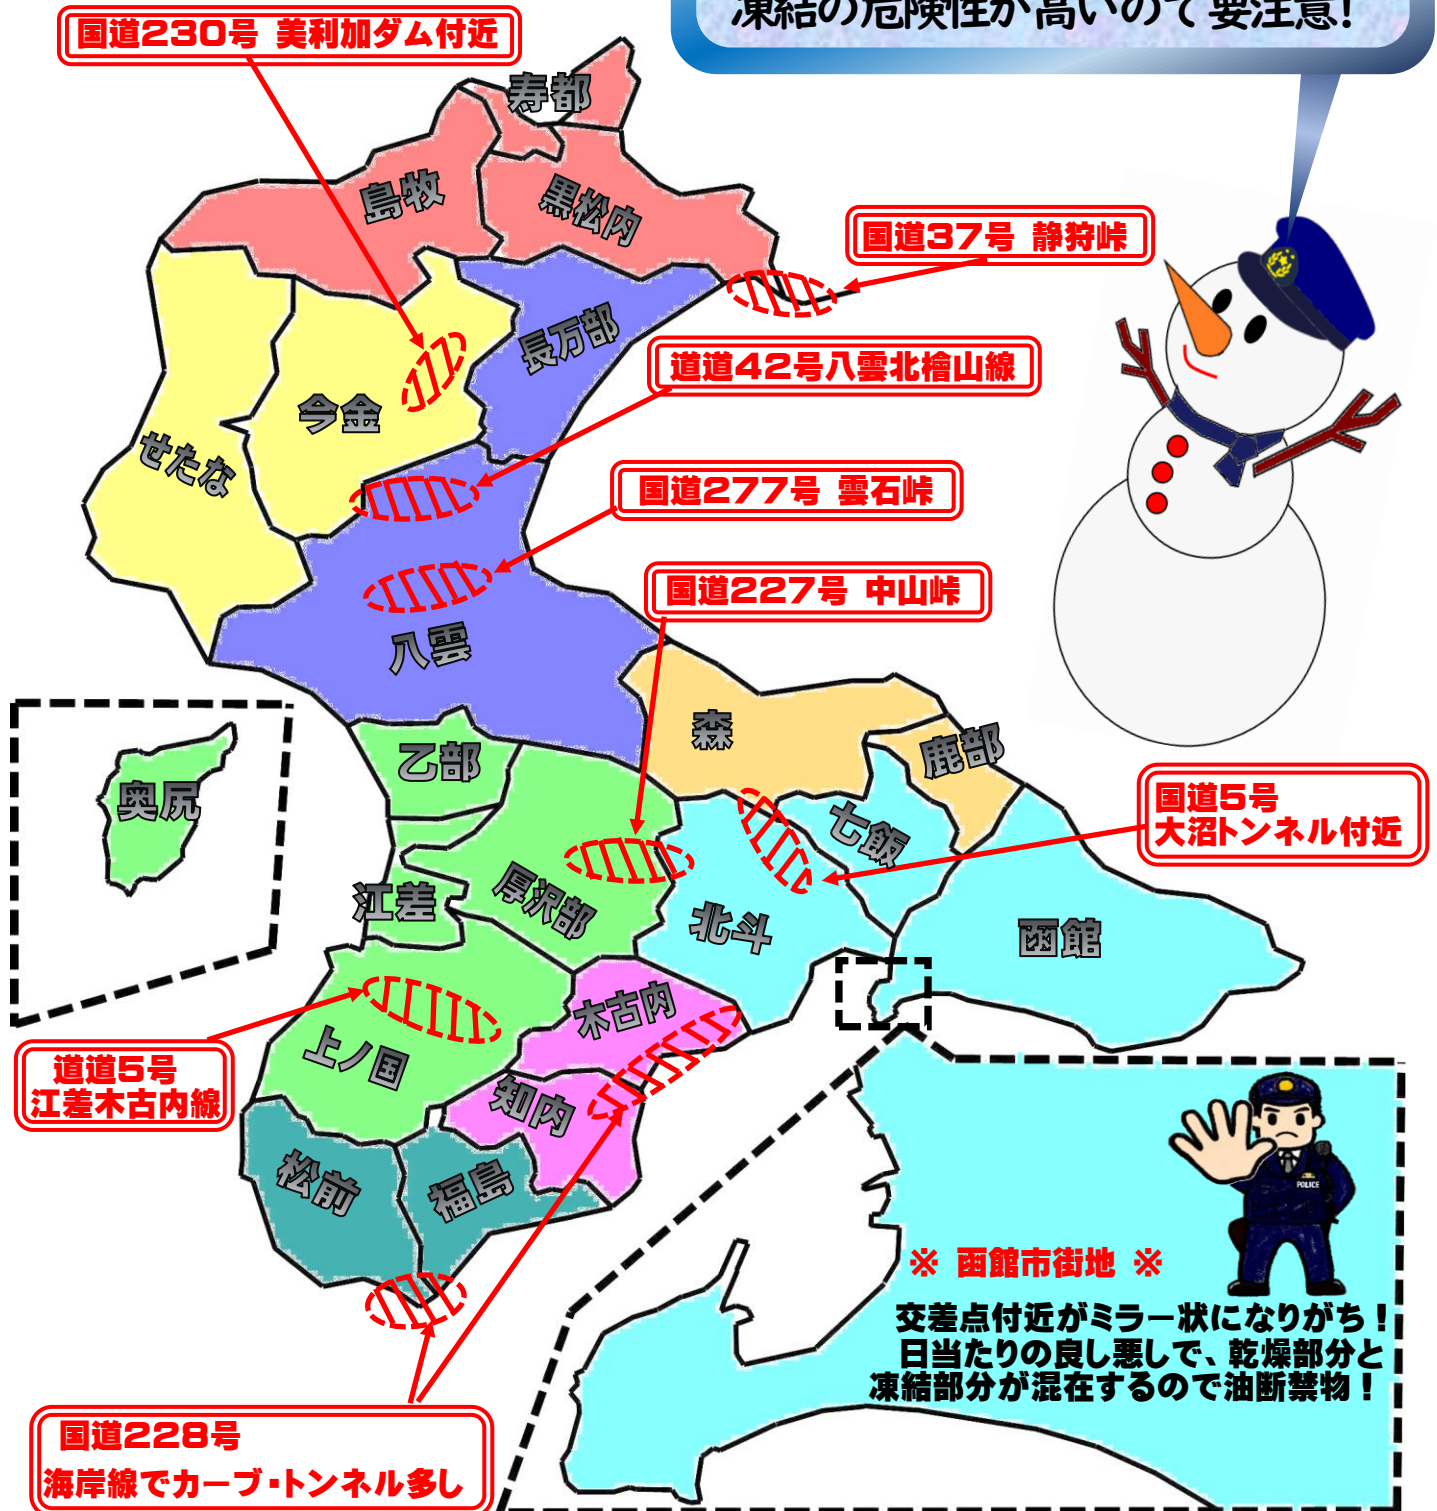 凍結の危険性が高いので要注意!
国道230号 美利加ダム付近
寿都
島牧
黒松内
国道37号 静狩峠
長万部
道道42号八雲北檜山線
今金
せたな
国道277号 雲石峠
国道227号 中山峠
八雲
森
鹿部
乙部
奥尻
国道5号
大沼トンネル付近
七飯
江差
厚沢部
北斗
函館
木古内
上ノ国
道道5号
江差木古内線
知内
松前
福島
POLICE
※ 函館市街地 ※
交差点付近がミラー状になりがち!
日当たりの良し悪しで、乾燥部分と
凍結部分が混在するので油断禁物!
国道228号
海岸線でカーブ・トンネル多し